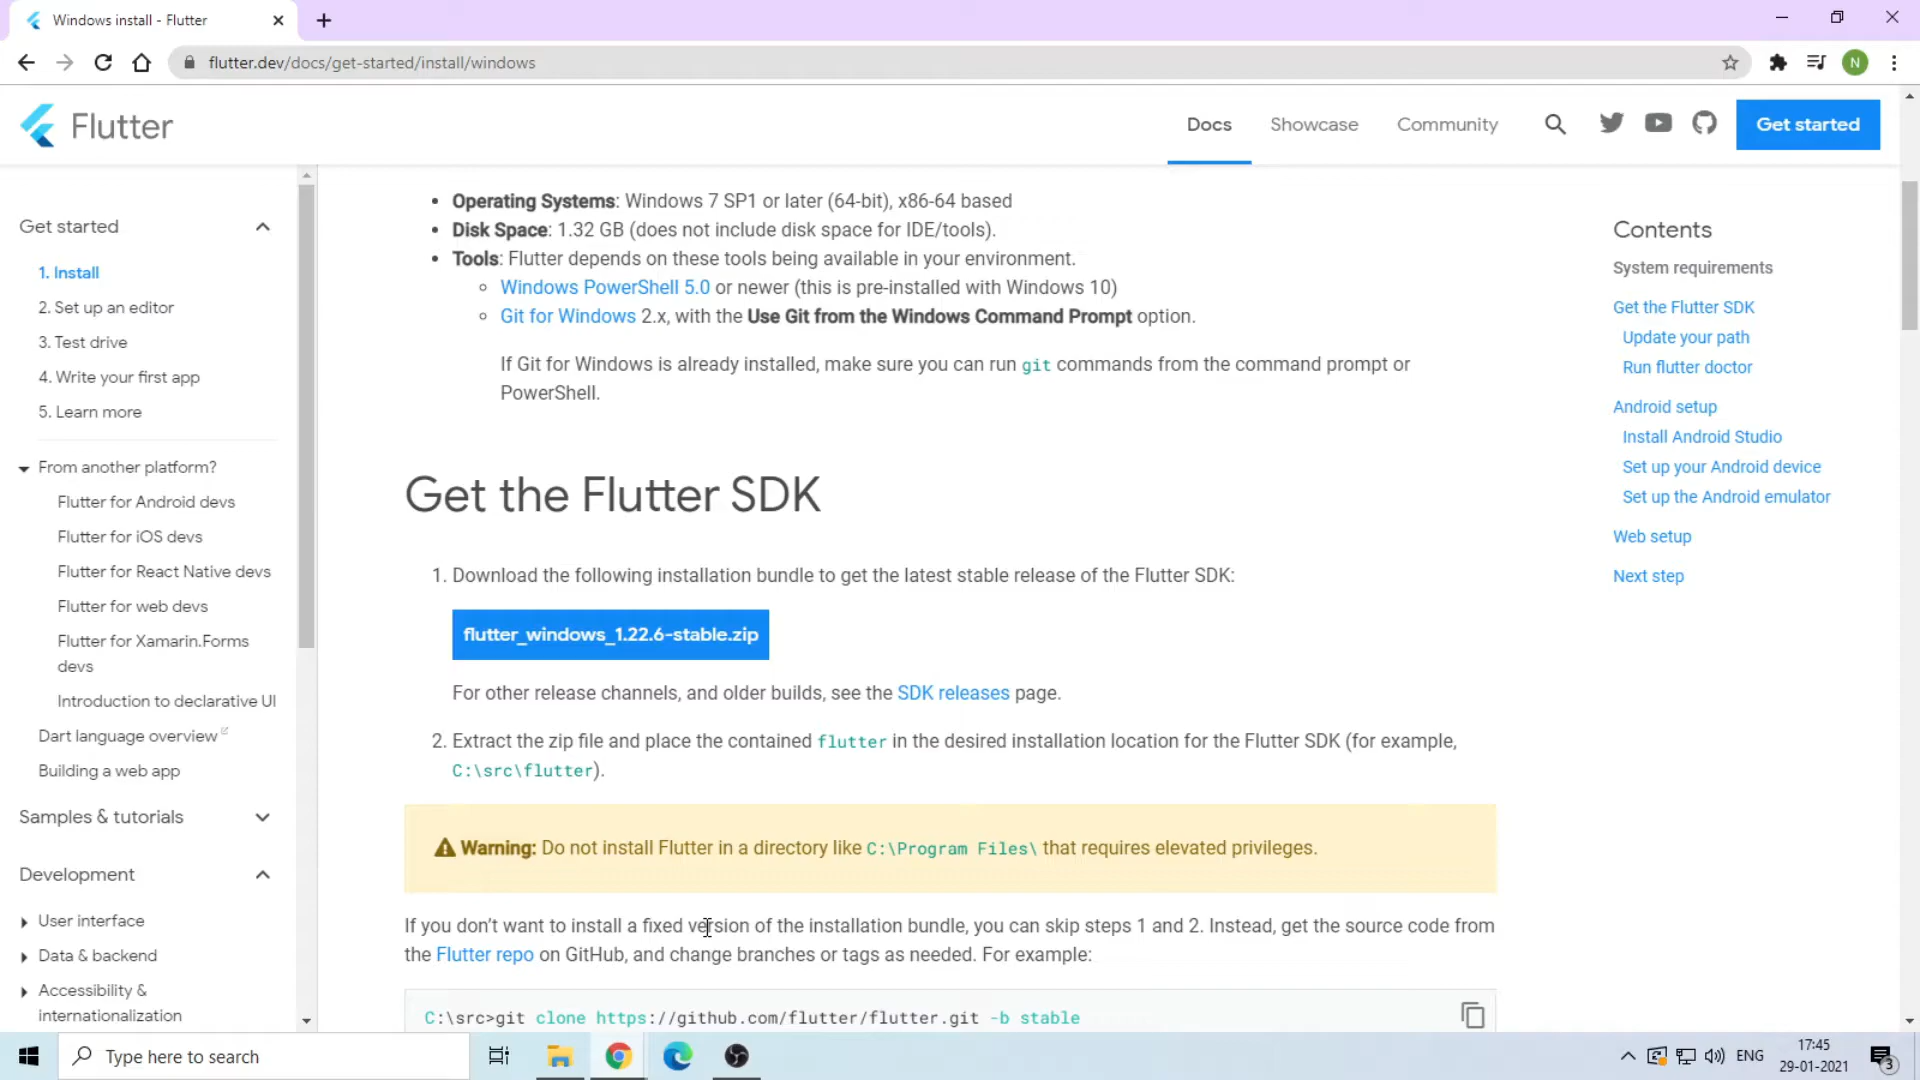 Windows install - Flutter
flutter.dev/docs/get-started/install/windows
N
Flutter
Docs
Showcase
Community
Get started
Get started
1. Install
2. Set up an editor
3. Test drive
4. Write your first app
5. Learn more
From another platform?
Flutter for Android devs
Flutter for iOS devs
Flutter for React Native devs
Flutter for web devs
Flutter for Xamarin.Forms
devs
Introduction to declarative UI
Dart language overview
Building a web app
Samples & tutorials
Development
User interface
Data & backend
Accessibility &
internationalization
Operating Systems: Windows 7 SP1 or later (64-bit), x86-64 based
Disk Space: 1.32 GB (does not include disk space for IDE/tools).
Tools: Flutter depends on these tools being available in your environment.
Windows PowerShell 5.0 or newer (this is pre-installed with Windows 10)
Git for Windows 2.x, with the Use Git from the Windows Command Prompt option.
If Git for Windows is already installed, make sure you can run git commands from the command prompt or
PowerShell.
Get the Flutter SDK
1. Download the following installation bundle to get the latest stable release of the Flutter SDK:
flutter_windows_1.22.6-stable.zip
For other release channels, and older builds, see the SDK releases page.
2. Extract the zip file and place the contained flutter in the desired installation location for the Flutter SDK (for example,
C:\src\flutter).
Warning: Do not install Flutter in a directory like C:\Program Files\ that requires elevated privileges.
If you don't want to install a fixed version of the installation bundle, you can skip steps 1 and 2. Instead, get the source code from
the Flutter repo on GitHub, and change branches or tags as needed. For example:
C:\src>git clone https://github.com/flutter/flutter.git -b stable
Contents
System requirements
Get the Flutter SDK
Update your path
Run flutter doctor
Android setup
Install Android Studio
Set up your Android device
Set up the Android emulator
Web setup
Next step
Type here to search
ENG
17:45
29-01-2021
3